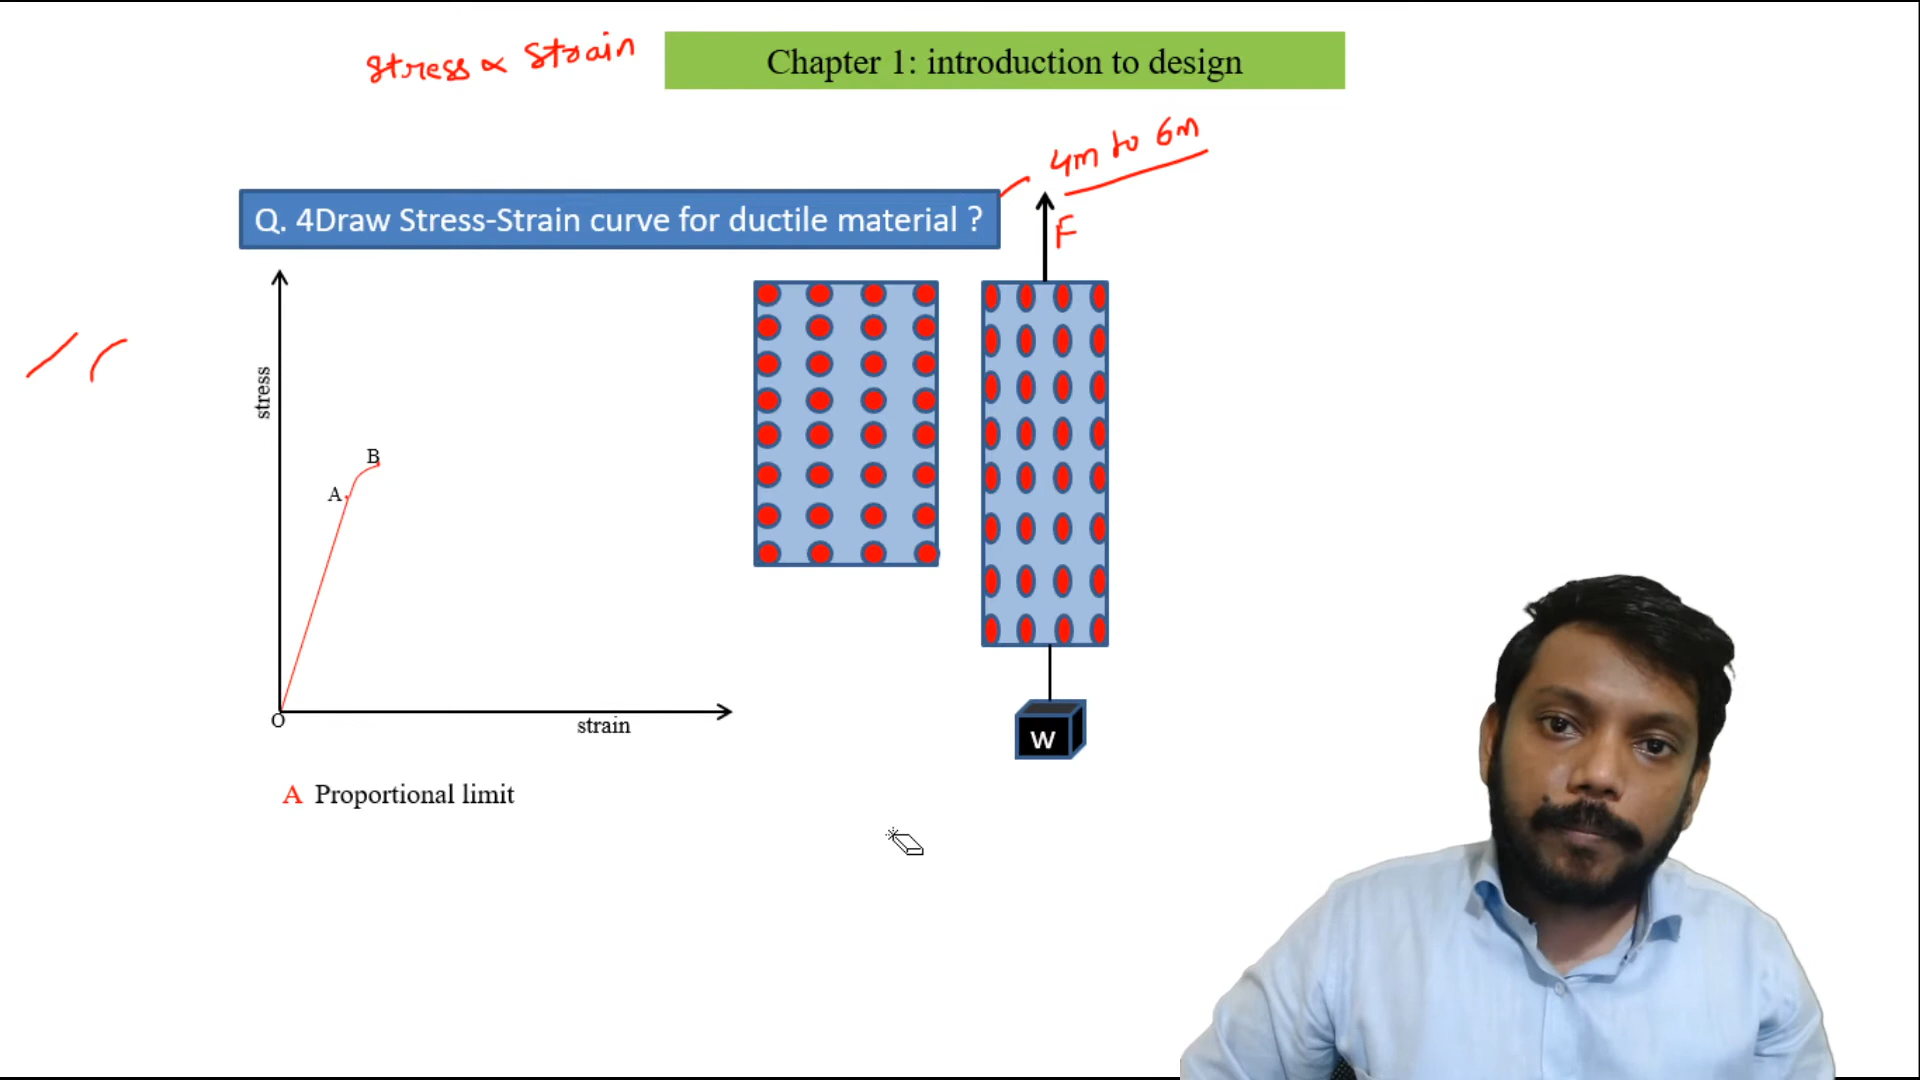 stress ∝ strain
Chapter 1: introduction to design
4m to 6m
Q. 4Draw Stress-Strain curve for ductile material ?
F
stress
B
A
O
strain
W
A Proportional limit